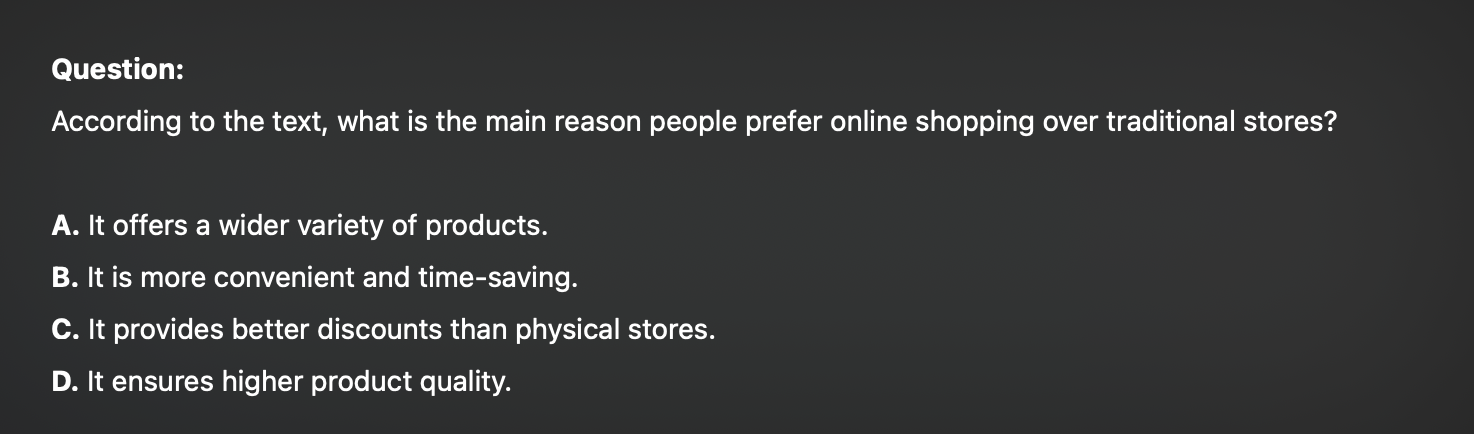 Question:
According to the text, what is the main reason people prefer online shopping over traditional stores?
A. It offers a wider variety of products.
B. It is more convenient and time-saving.
C. It provides better discounts than physical stores.
D. It ensures higher product quality.